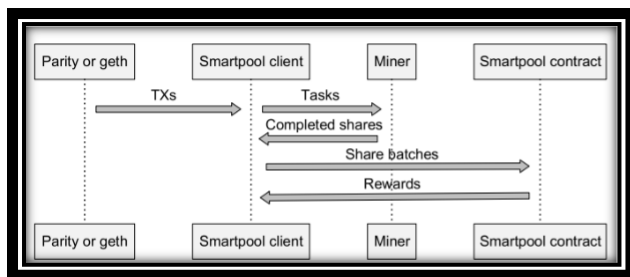 Parity or geth Smartpool client Miner Smartpool contract
TXs Tasks
Completed shares
Share batches
Rewards
Parity or geth Smartpool client Miner Smartpool contract